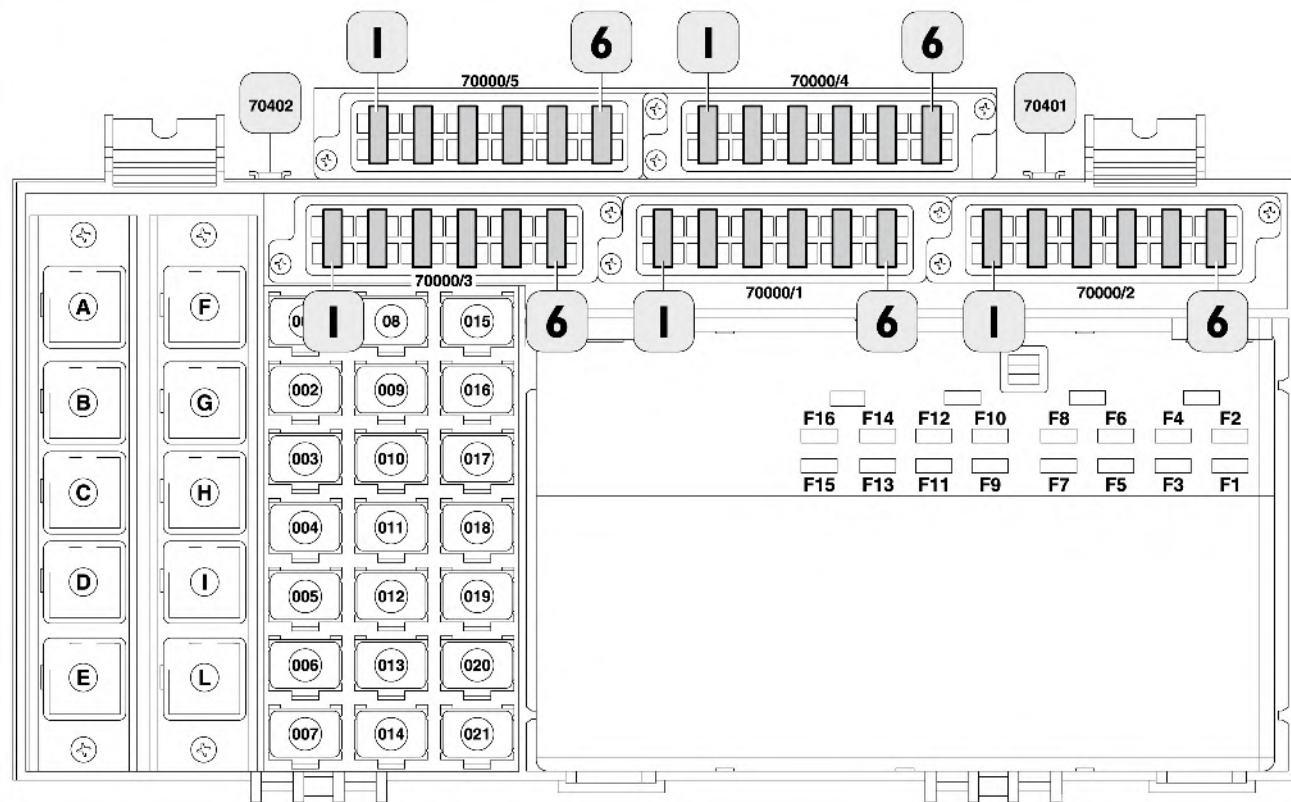 I 6 I 6
70000/5 70000/4
70402 70401
70000/3 70000/1 70000/2
I 6 I 6 I 6
A F 08 015
B G 002 009 016
F16 F14 F12 F10 F8 F6 F4 F2
C H 003 010 017
F15 F13 F11 F9 F7 F5 F3 F1
004 011 018
D I 005 012 019
E L 006 013 020
007 014 021